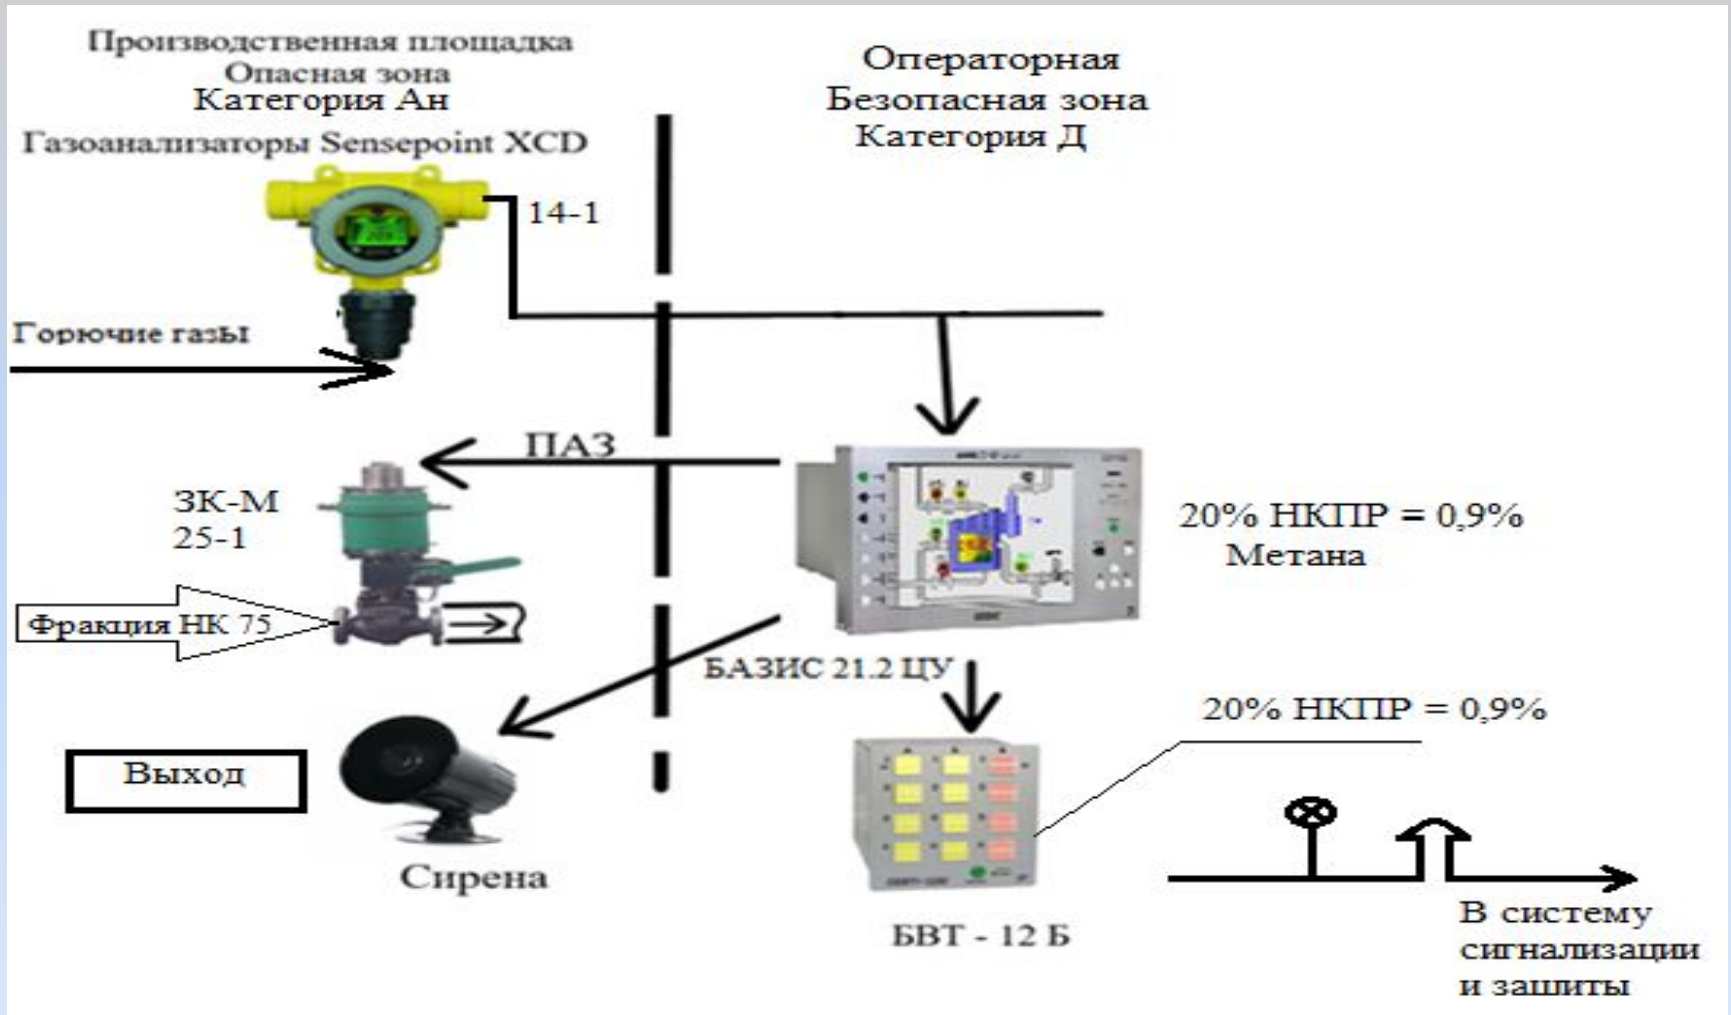 Производственная площадка
Опасная зона
Категория Ан
Газоанализаторы Sensepoint XCD
Операторная
Безопасная зона
Категория Д
14-1
Горючие газы
ПАЗ
ЗК-М
25-1
20% НКПР = 0,9%
Метана
Фракция НК 75
БАЗИС 21.2 ЦУ
20% НКПР = 0,9%
Выход
Сирена
БВТ - 12 Б
В систему
сигнализации
и зашиты